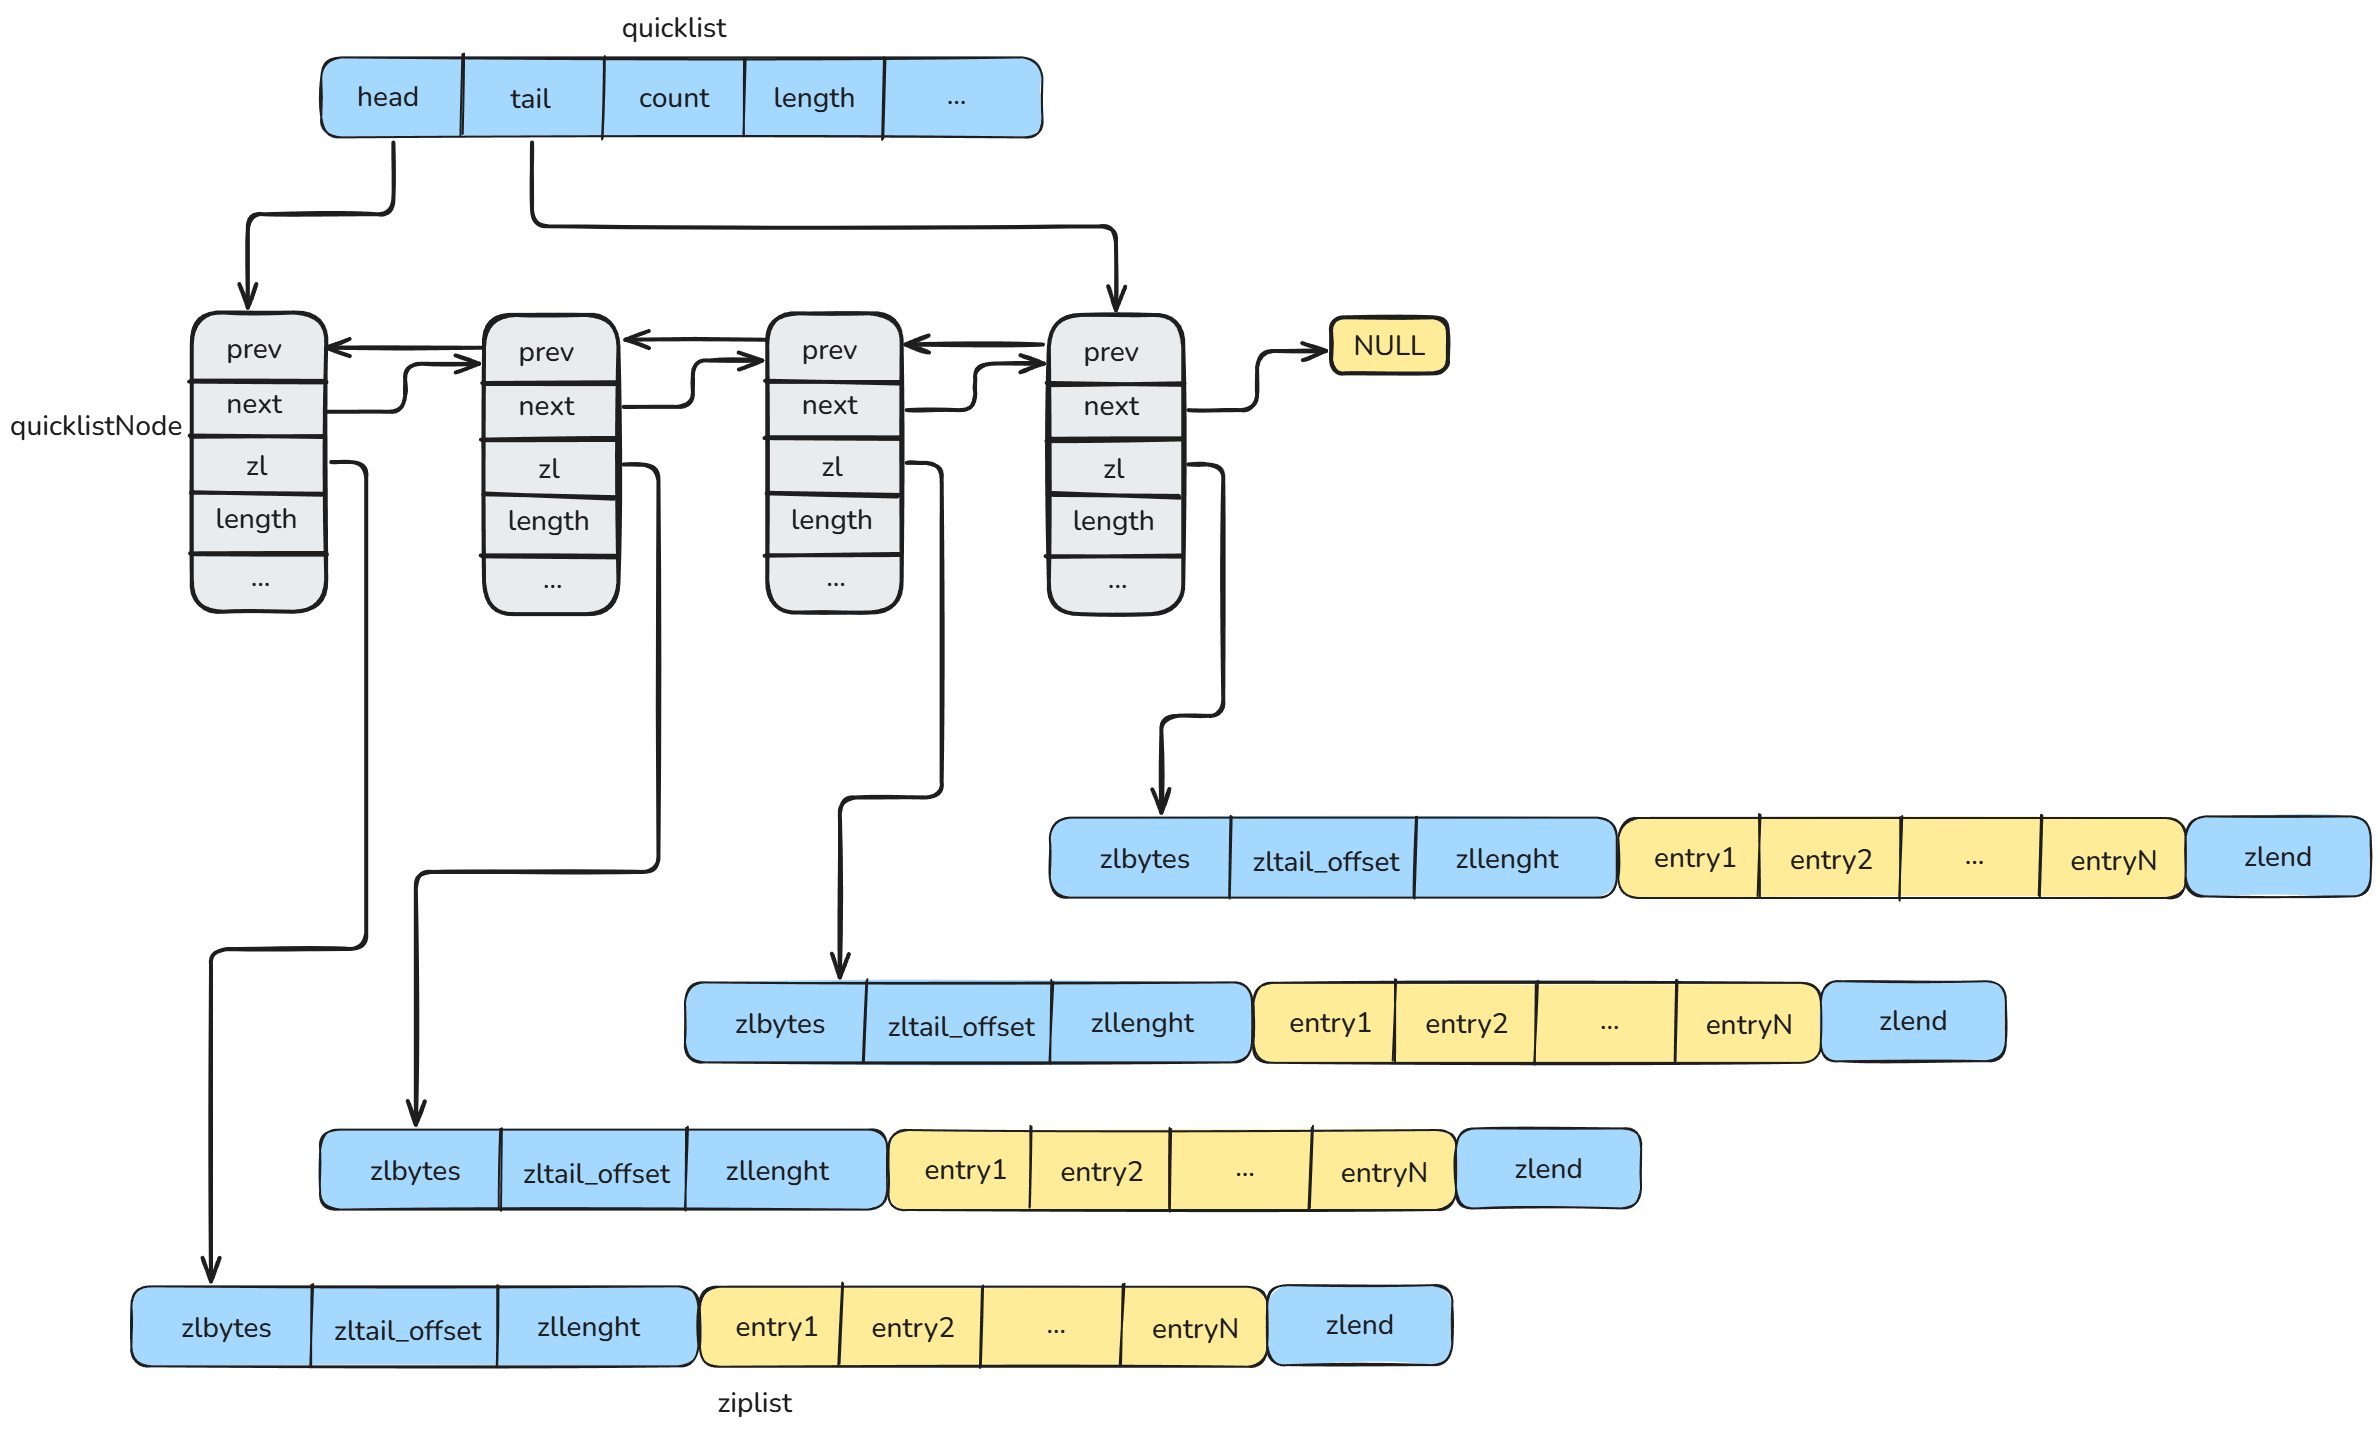 quicklist
head tail count length ...
prev prev prev prev NULL
next next next next
quicklistNode
zl zl zl zl
length length length length
... ... ... ...
zlbytes zltail_offset zllenght entry1 entry2 ... entryN zlend
zlbytes zltail_offset zllenght entry1 entry2 ... entryN zlend
zlbytes zltail_offset zllenght entry1 entry2 ... entryN zlend
zlbytes zltail_offset zllenght entry1 entry2 ... entryN zlend
ziplist